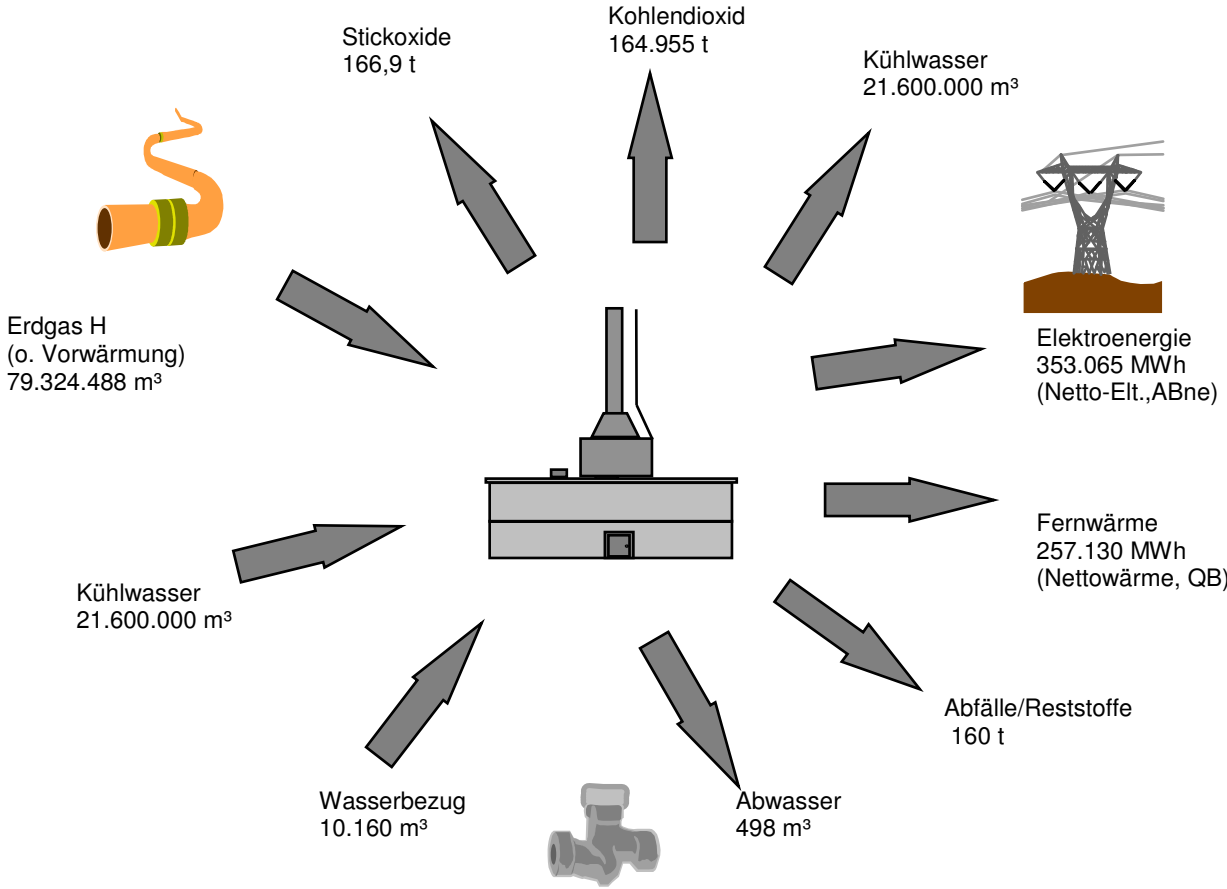 Kohlendioxid
164.955 t
Stickoxide
166,9 t
Kühlwasser
21.600.000 m³
Erdgas H
(o. Vorwärmung)
79.324.488 m³
Elektroenergie
353.065 MWh
(Netto-Elt.,ABne)
Fernwärme
257.130 MWh
(Nettowärme, QB)
Kühlwasser
21.600.000 m³
Abfälle/Reststoffe
160 t
Wasserbezug
10.160 m³
Abwasser
498 m³